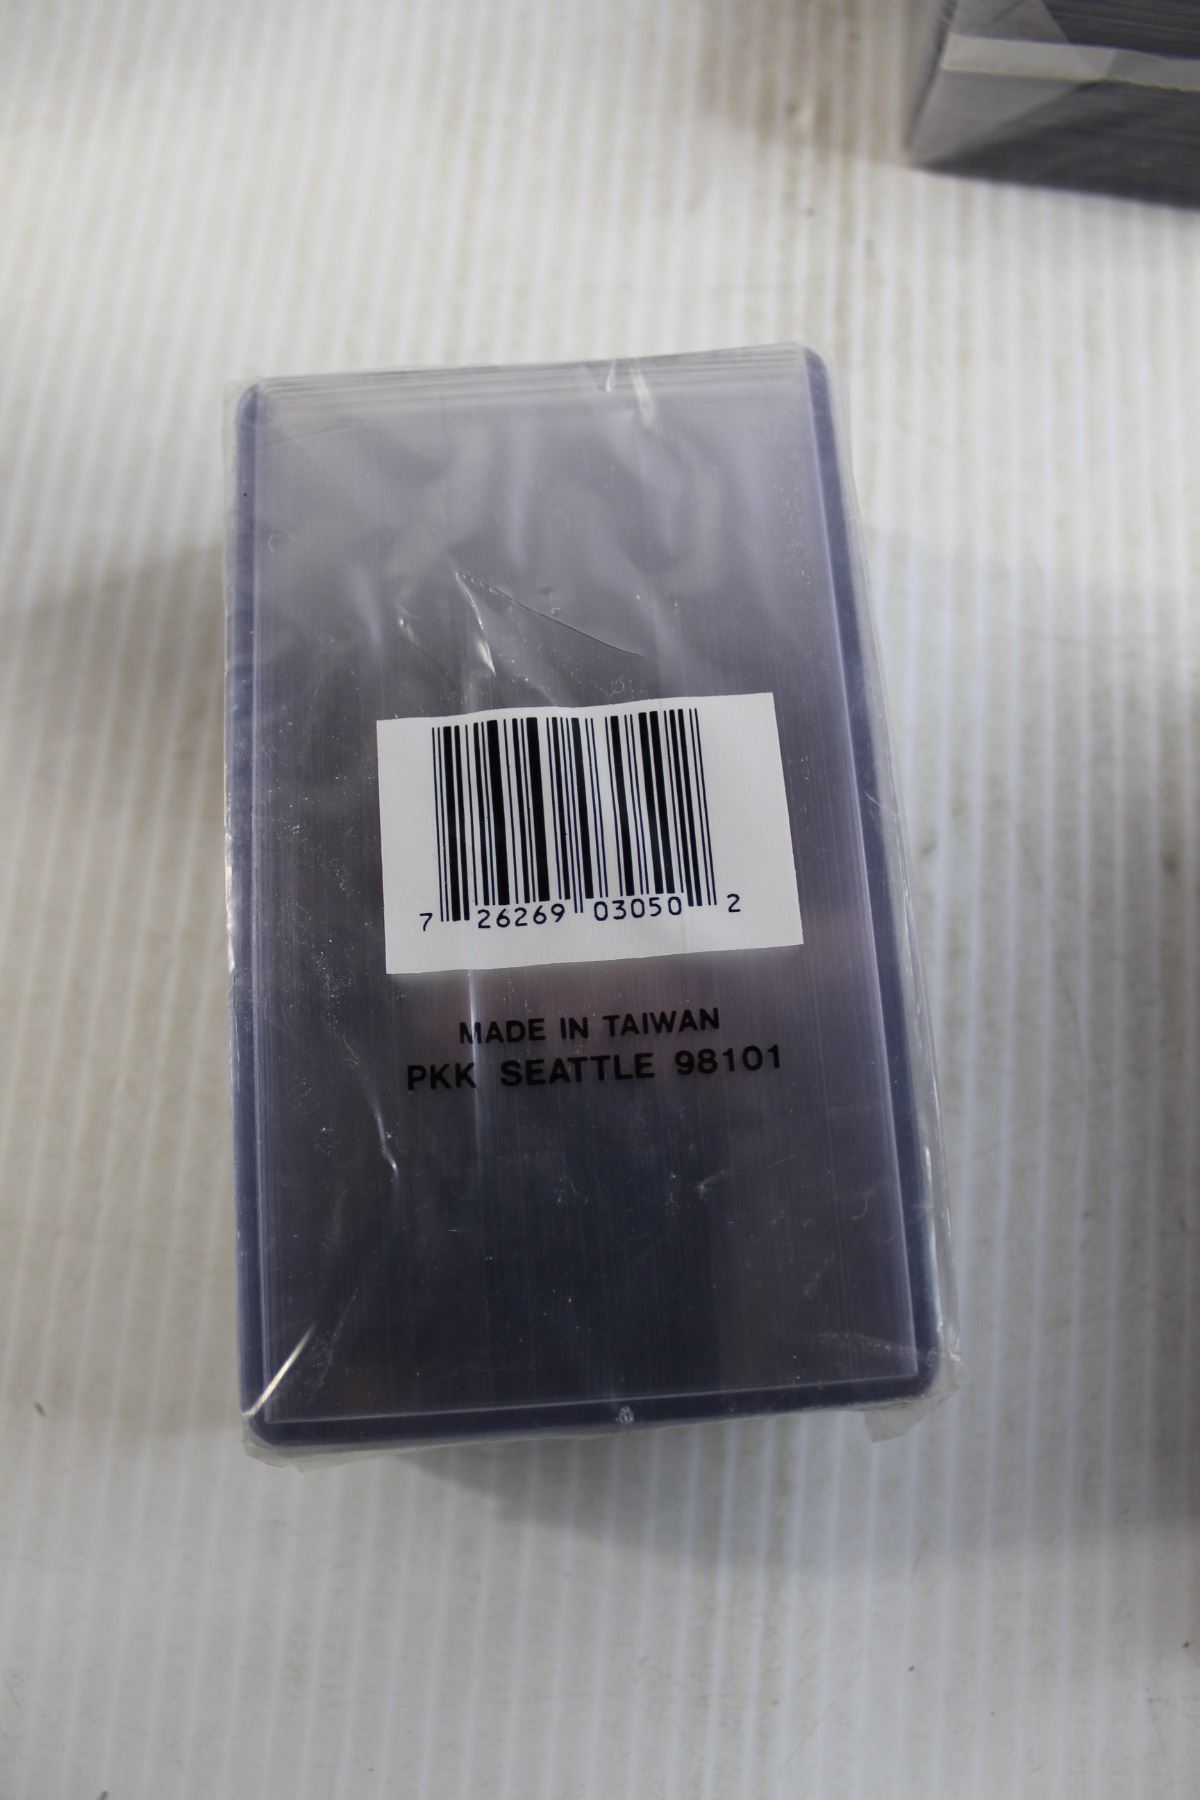 7 26269 03050 2
MADE IN TAIWAN
PKK SEATTLE 98101